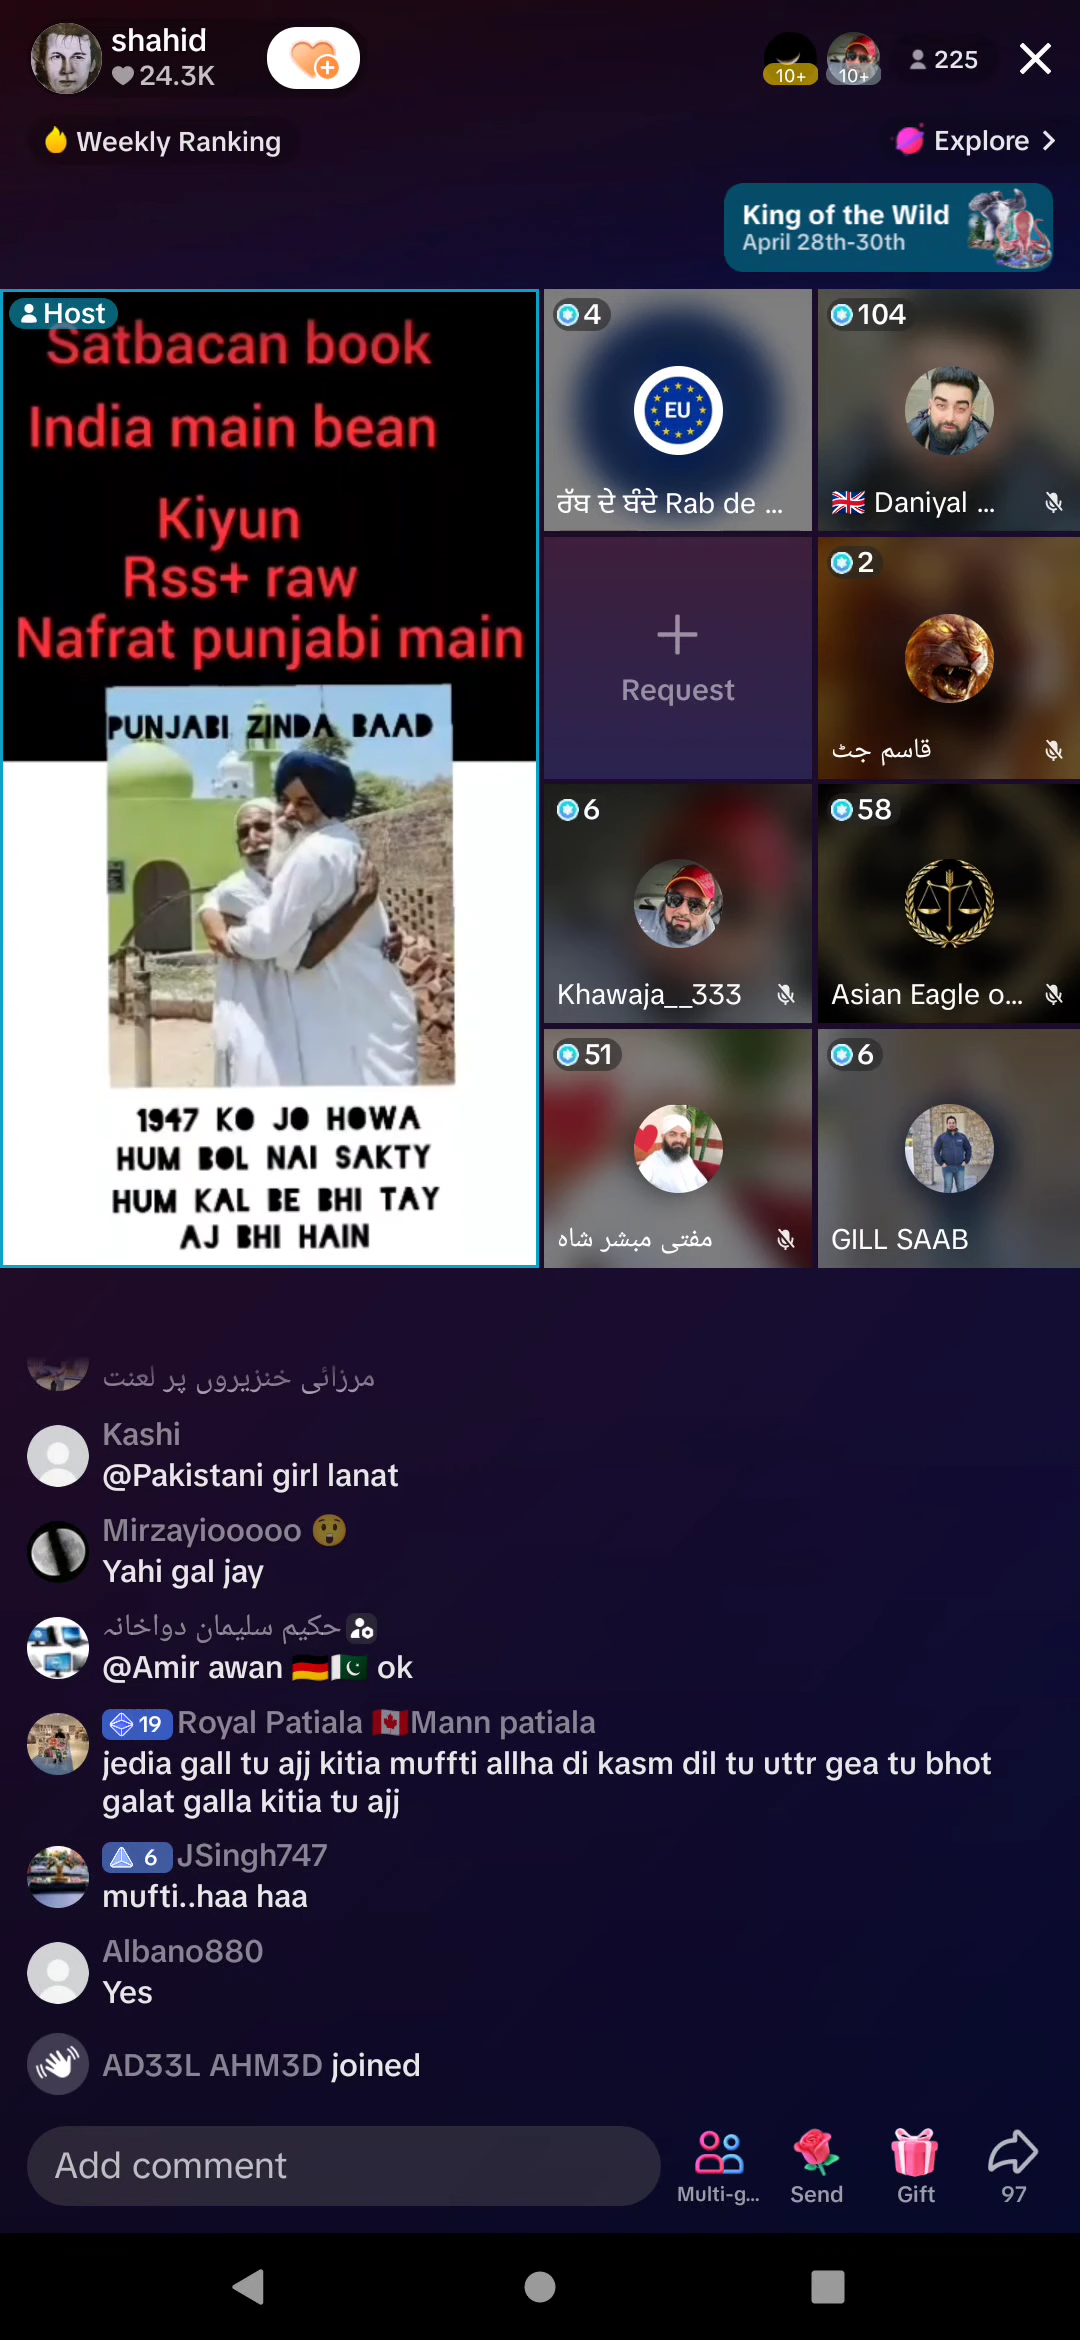 shahid
24.3K
10+
10+
225
Weekly Ranking
Explore
King of the Wild
April 28th-30th
Host
Satbacan book
India main bean
Kiyun
Rss+ raw
Nafrat punjabi main
PUNJABI ZINDA BAAD
1947 KO JO HOWA
HUM BOL NAI SAKTY
HUM KAL BE BHI TAY
AJ BHI HAIN
4
EU
ਰੱਬ ਦੇ ਬੰਦੇ Rab de ...
104
🇬🇧 Daniyal ...
Request
2
قاسم جٹ
6
Khawaja__333
58
Asian Eagle o...
51
مفتی مبشر شاہ
6
GILL SAAB
مرزائی خنزیروں پر لعنت
Kashi
@Pakistani girl lanat
Mirzayiooooo 😲
Yahi gal jay
حکیم سلیمان دواخانہ
@Amir awan 🇩🇪🇵🇰 ok
19 Royal Patiala 🇨🇦Mann patiala
jedia gall tu ajj kitia muffti allha di kasm dil tu uttr gea tu bhot
galat galla kitia tu ajj
6 JSingh747
mufti..haa haa
Albano880
Yes
AD33L AHM3D joined
Add comment
Multi-g...
Send
Gift
97